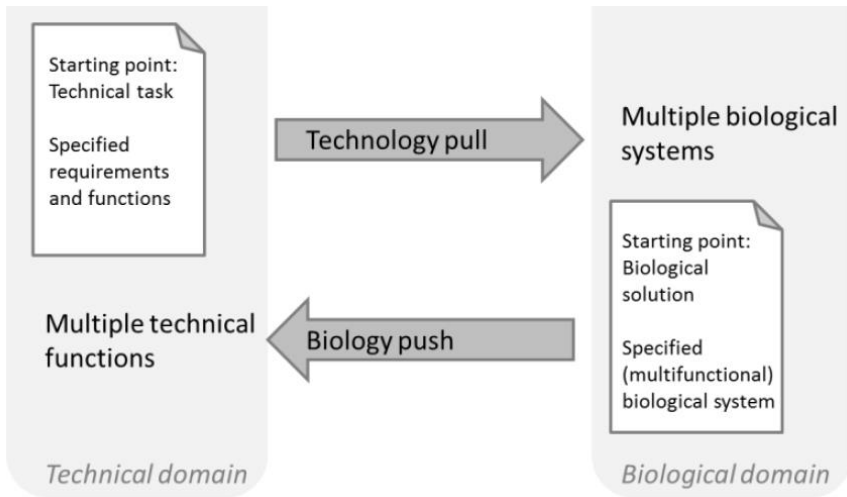 Starting point:
Technical task
Specified
requirements
and functions
Technology pull
Multiple biological
systems
Starting point:
Biological
solution
Specified
(multifunctional)
biological system
Multiple technical
functions
Biology push
Technical domain
Biological domain